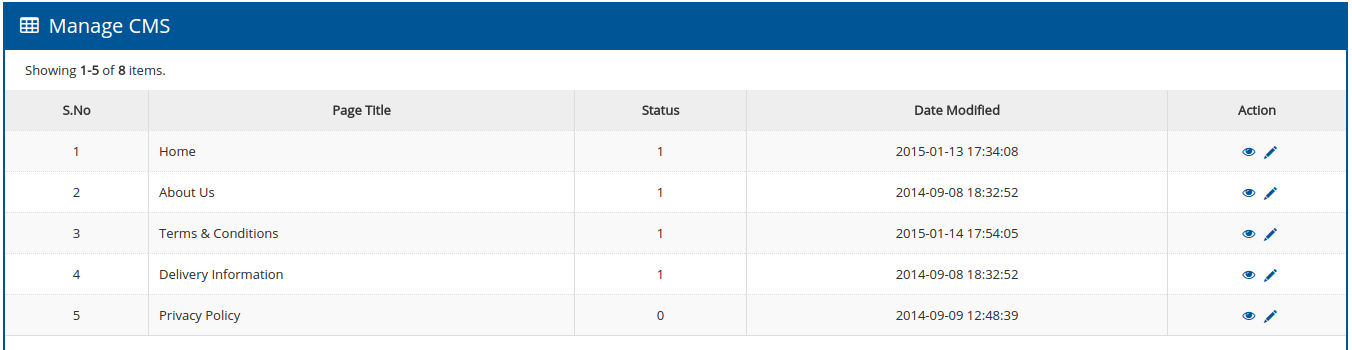 Manage CMS
Showing 1-5 of 8 items.
S.No Page Title Status Date Modified Action
1 Home 1 2015-01-13 17:34:08
2 About Us 1 2014-09-08 18:32:52
3 Terms & Conditions 1 2015-01-14 17:54:05
4 Delivery Information 1 2014-09-08 18:32:52
5 Privacy Policy 0 2014-09-09 12:48:39